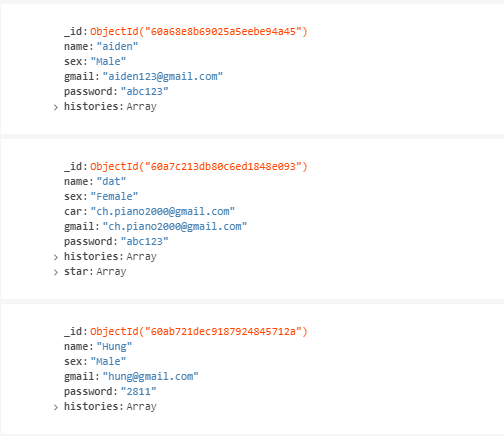 _id:ObjectId("60a68e8b69025a5eebe94a45")
name:"aiden"
sex:"Male"
gmail:"aiden123@gmail.com"
password:"abc123"
histories:Array
_id:ObjectId("60a7c213db80c6ed1848e093")
name:"dat"
sex:"Female"
car:"ch.piano2000@gmail.com"
gmail:"ch.piano2000@gmail.com"
password:"abc123"
histories:Array
star:Array
_id:ObjectId("60ab721dec9187924845712a")
name:"Hung"
sex:"Male"
gmail:"hung@gmail.com"
password:"2811"
histories:Array